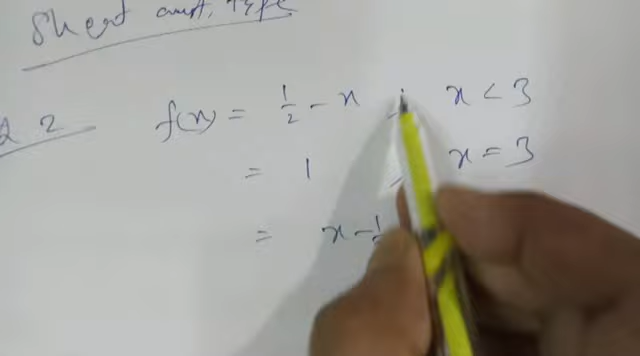 Short ans. type
Q 2 f(x) = 1/2 - x ; x < 3
= 1 , x = 3
= x - 1/2